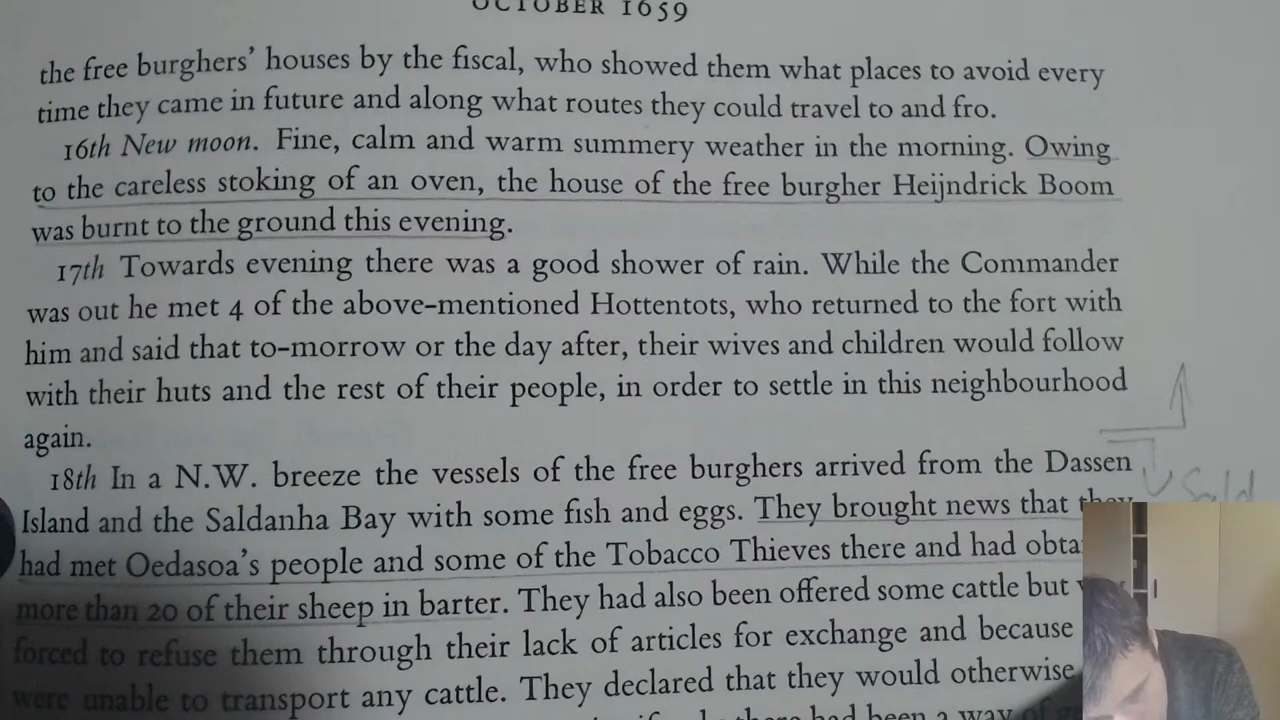 OCTOBER 1659
the free burghers' houses by the fiscal, who showed them what places to avoid every
time they came in future and along what routes they could travel to and fro.
16th New moon. Fine, calm and warm summery weather in the morning. Owing
to the careless stoking of an oven, the house of the free burgher Heijndrick Boom
was burnt to the ground this evening.
17th Towards evening there was a good shower of rain. While the Commander
was out he met 4 of the above-mentioned Hottentots, who returned to the fort with
him and said that to-morrow or the day after, their wives and children would follow
with their huts and the rest of their people, in order to settle in this neighbourhood
again.
18th In a N.W. breeze the vessels of the free burghers arrived from the Dassen
Island and the Saldanha Bay with some fish and eggs. They brought news that they
had met Oedasoa's people and some of the Tobacco Thieves there and had
more than 20 of their sheep in barter. They had also been offered some cattle but
forced to refuse them through their lack of articles for exchange and because
were unable to transport any cattle. They declared that they would otherwise
had been a way of
Sald